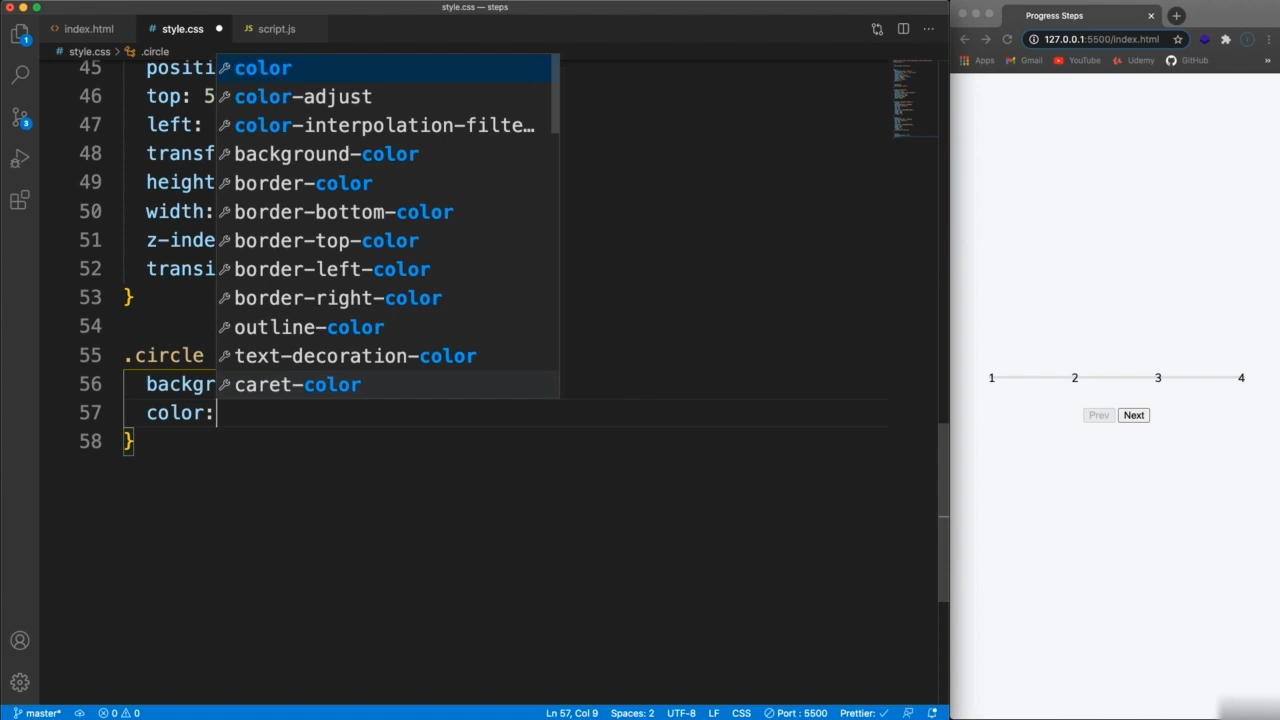 style.css — steps
index.html
style.css
script.js
style.css > .circle
45 positi
46 top: 5
47 left:
48 transf
49 height
50 width:
51 z-inde
52 transi
53 }
54
55 .circle
56 backgr
57 color:
58 }
color
color-adjust
color-interpolation-filte…
background-color
border-color
border-bottom-color
border-top-color
border-left-color
border-right-color
outline-color
text-decoration-color
caret-color
1
3
master*
0 0
Ln 57, Col 9
Spaces: 2
UTF-8
LF
CSS
Port : 5500
Prettier: ✓
Progress Steps
127.0.0.1:5500/index.html
Apps
Gmail
YouTube
Udemy
GitHub
»
1 2 3 4
Prev Next